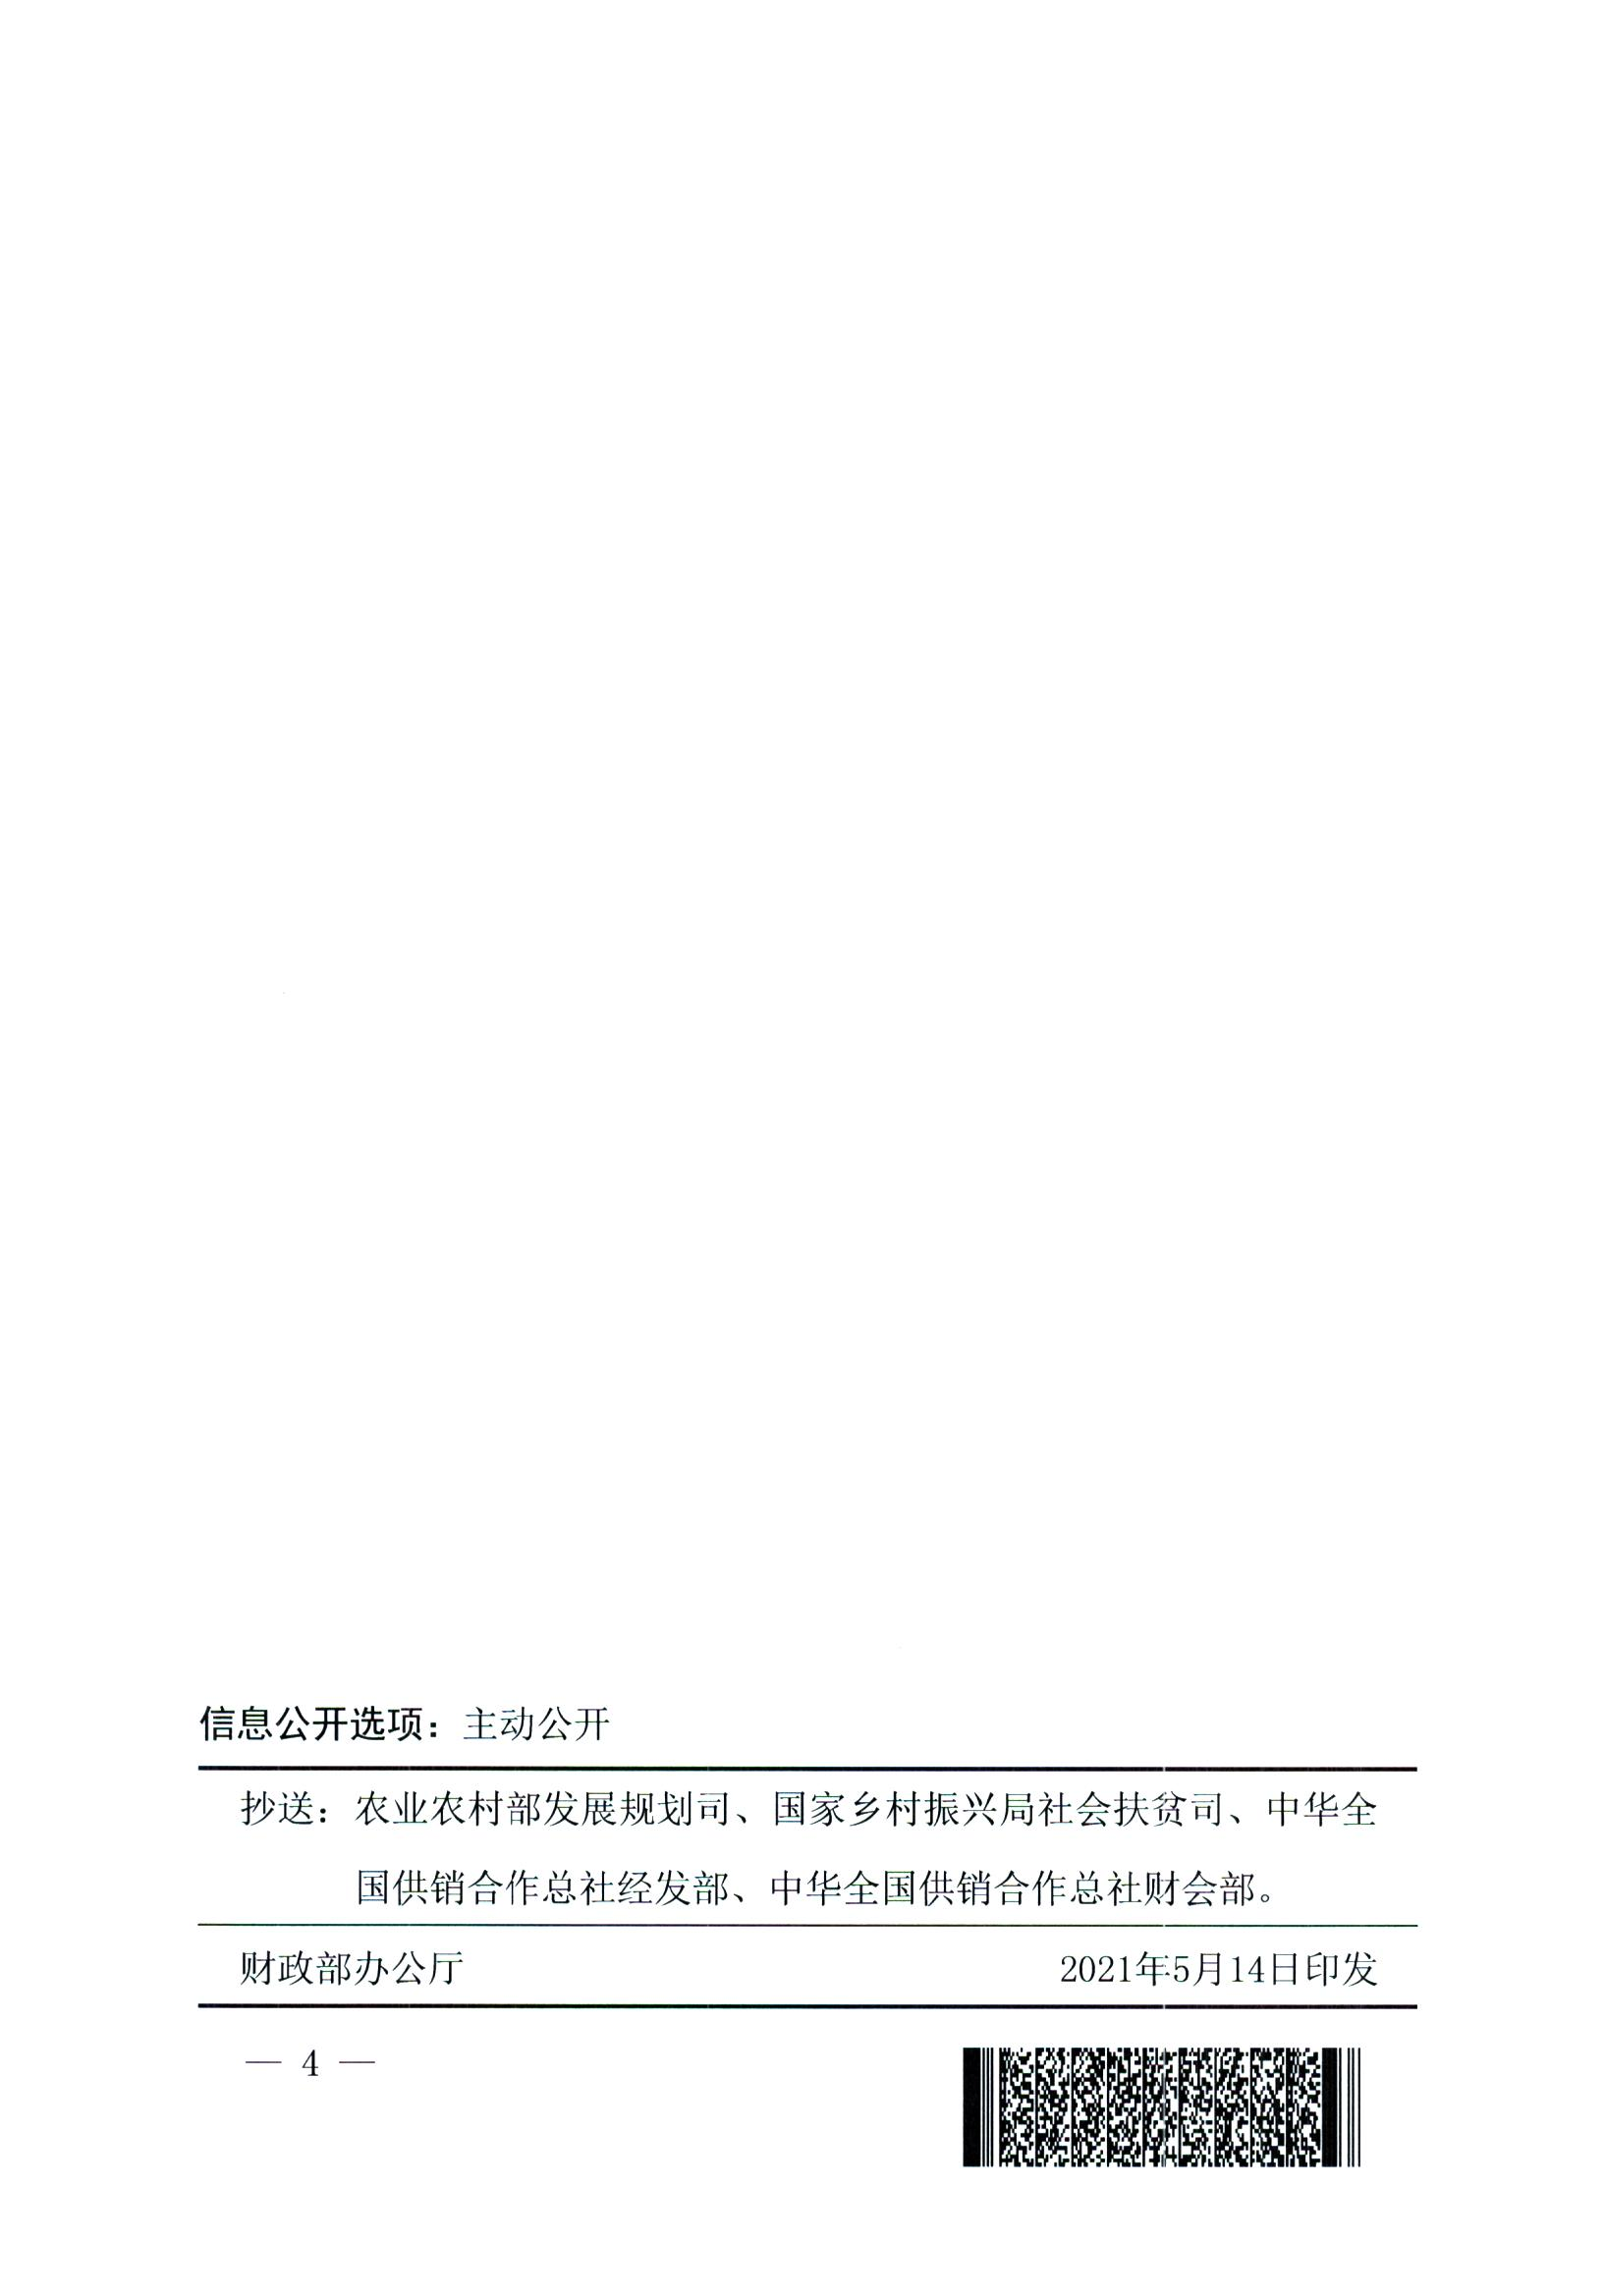 信息公开选项：主动公开
抄送：农业农村部发展规划司、国家乡村振兴局社会扶贫司、中华全
国供销合作总社经发部、中华全国供销合作总社财会部。
财政部办公厅 2021年5月14日印发
— 4 —